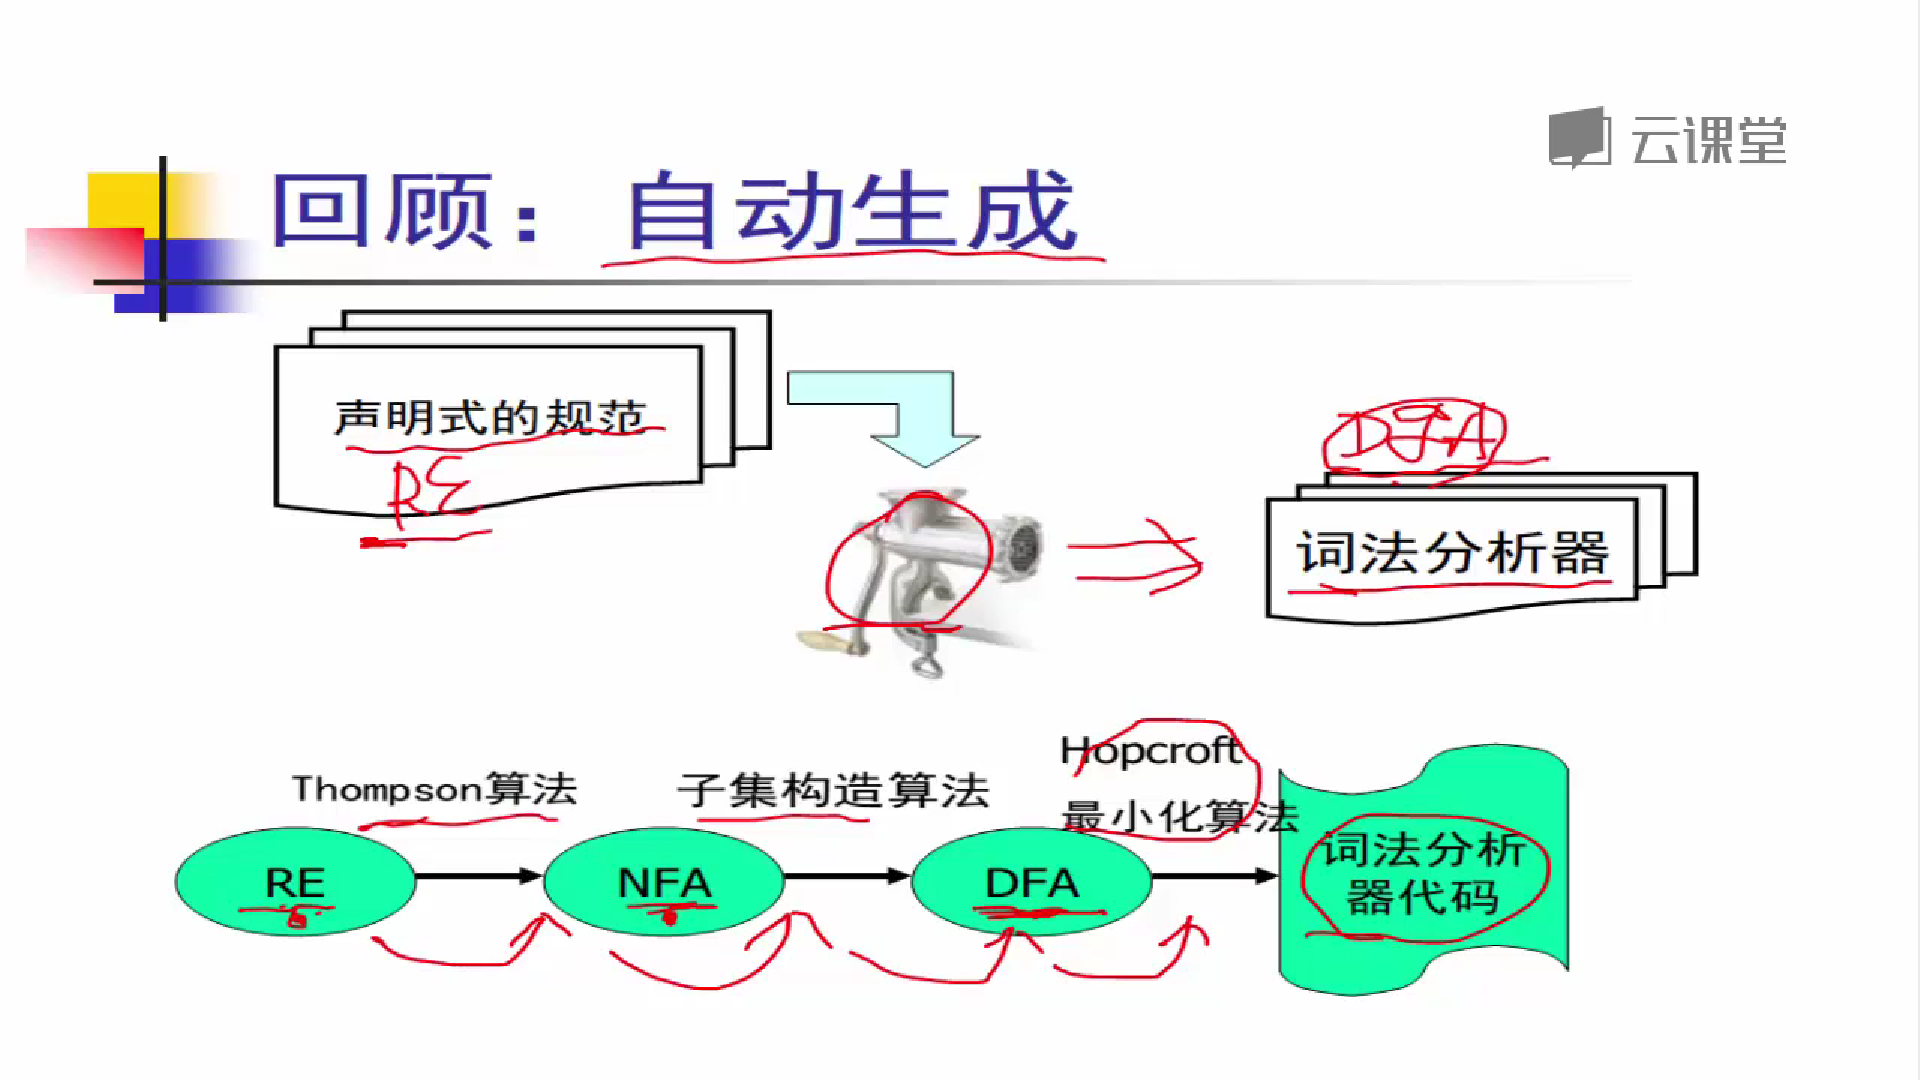 云课堂
回顾：自动生成
声明式的规范
RE
DFA
词法分析器
Thompson算法
子集构造算法
Hopcroft
最小化算法
RE
NFA
DFA
词法分析
器代码